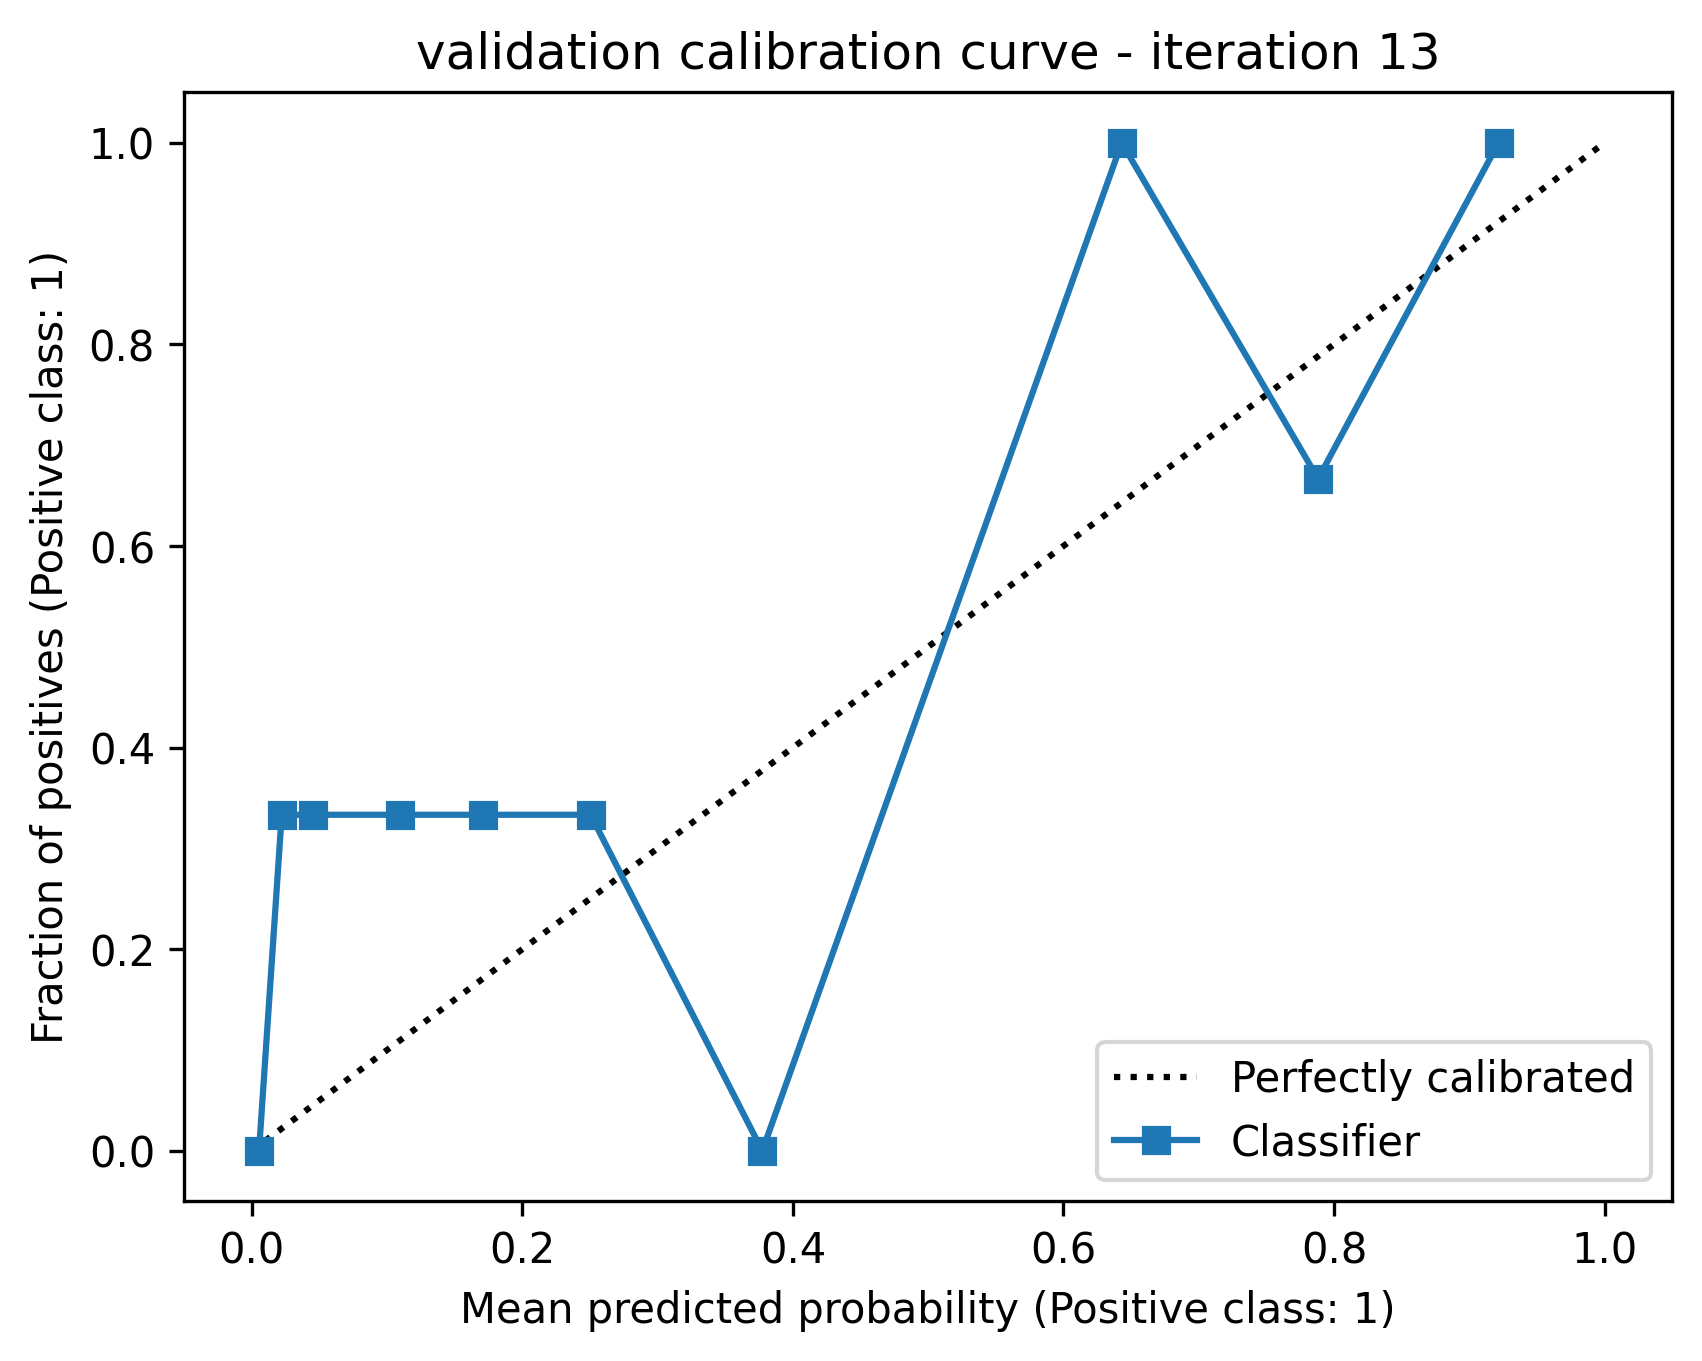 validation calibration curve - iteration 13
Fraction of positives (Positive class: 1)
1.0
0.8
0.6
0.4
0.2
0.0
0.0 0.2 0.4 0.6 0.8 1.0
Mean predicted probability (Positive class: 1)
Perfectly calibrated
Classifier